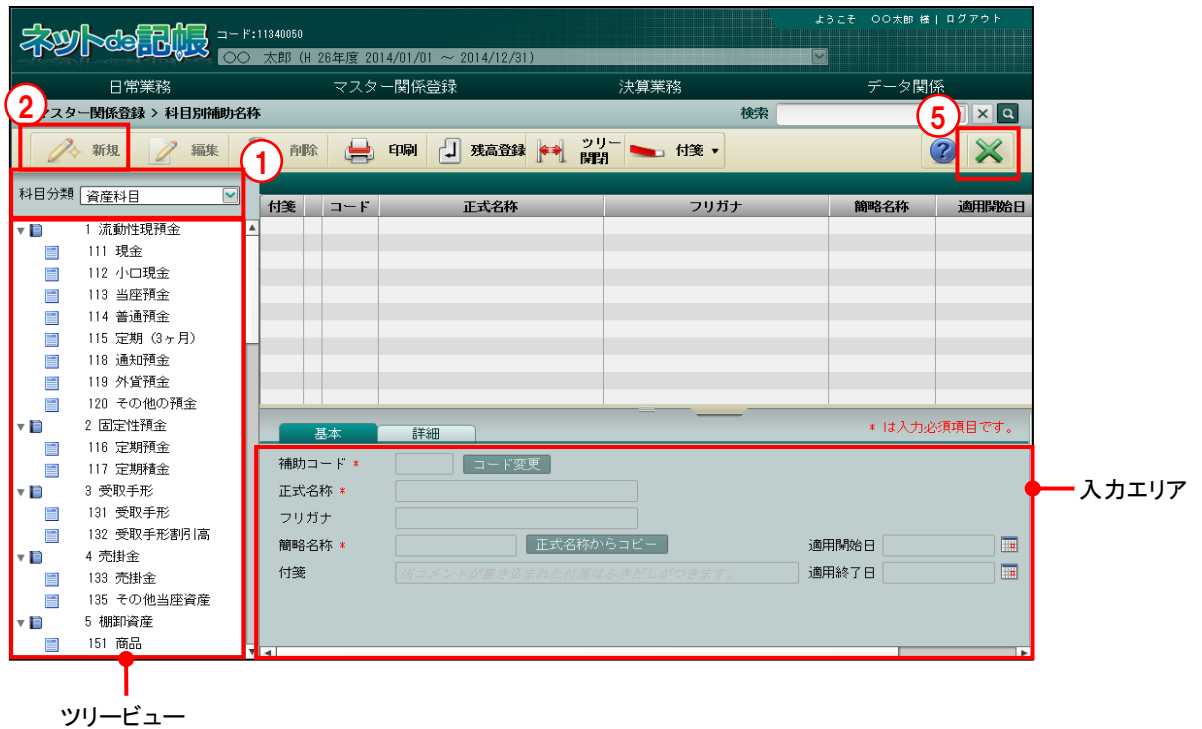 ようこそ 〇〇太郎 様 | ログアウト
ネットde記帳 コード:11340050
〇〇 太郎 (H 26年度 2014/01/01 ～ 2014/12/31)
日常業務 マスター関係登録 決算業務 データ関係
② マスター関係登録 > 科目別補助名称 検索 ⑤
新規 編集 ① 削除 印刷 残高登録 ツリー開閉 付箋
科目分類 資産科目
付箋 コード 正式名称 フリガナ 簡略名称 適用開始日
1 流動性現預金
111 現金
112 小口現金
113 当座預金
114 普通預金
115 定期（3ヶ月）
118 通知預金
119 外貨預金
120 その他の預金
2 固定性預金
116 定期預金
117 定期積金
3 受取手形
131 受取手形
132 受取手形割引高
4 売掛金
133 売掛金
135 その他当座資産
5 棚卸資産
151 商品
基本 詳細 * は入力必須項目です。
補助コード * コード変更
正式名称 *
フリガナ
簡略名称 * 正式名称からコピー 適用開始日
付箋 ※コメントが書き込まれた付箋はふきだしがつきます。 適用終了日
入力エリア
ツリービュー